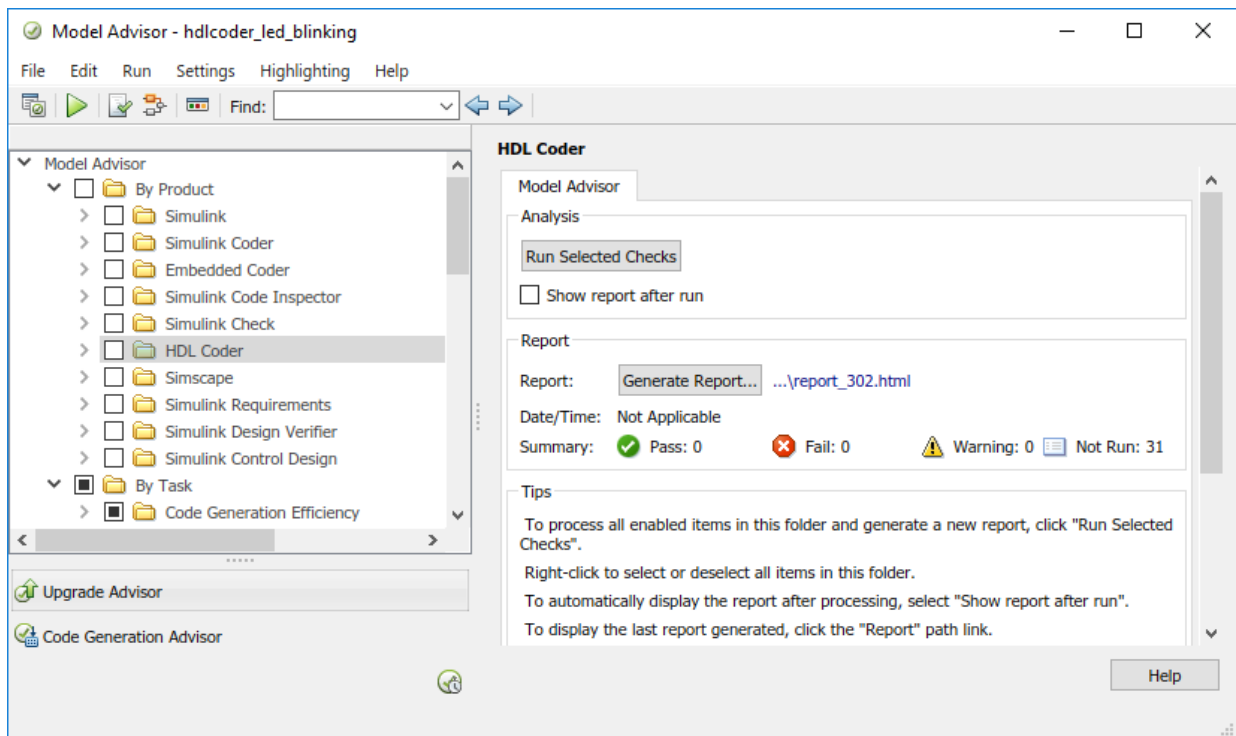 Model Advisor - hdlcoder_led_blinking
File Edit Run Settings Highlighting Help
Find:
Model Advisor
By Product
Simulink
Simulink Coder
Embedded Coder
Simulink Code Inspector
Simulink Check
HDL Coder
Simscape
Simulink Requirements
Simulink Design Verifier
Simulink Control Design
By Task
Code Generation Efficiency
Upgrade Advisor
Code Generation Advisor
HDL Coder
Model Advisor
Analysis
Run Selected Checks
Show report after run
Report
Report: Generate Report... ...\report_302.html
Date/Time: Not Applicable
Summary: Pass: 0 Fail: 0 Warning: 0 Not Run: 31
Tips
To process all enabled items in this folder and generate a new report, click "Run Selected
Checks".
Right-click to select or deselect all items in this folder.
To automatically display the report after processing, select "Show report after run".
To display the last report generated, click the "Report" path link.
Help